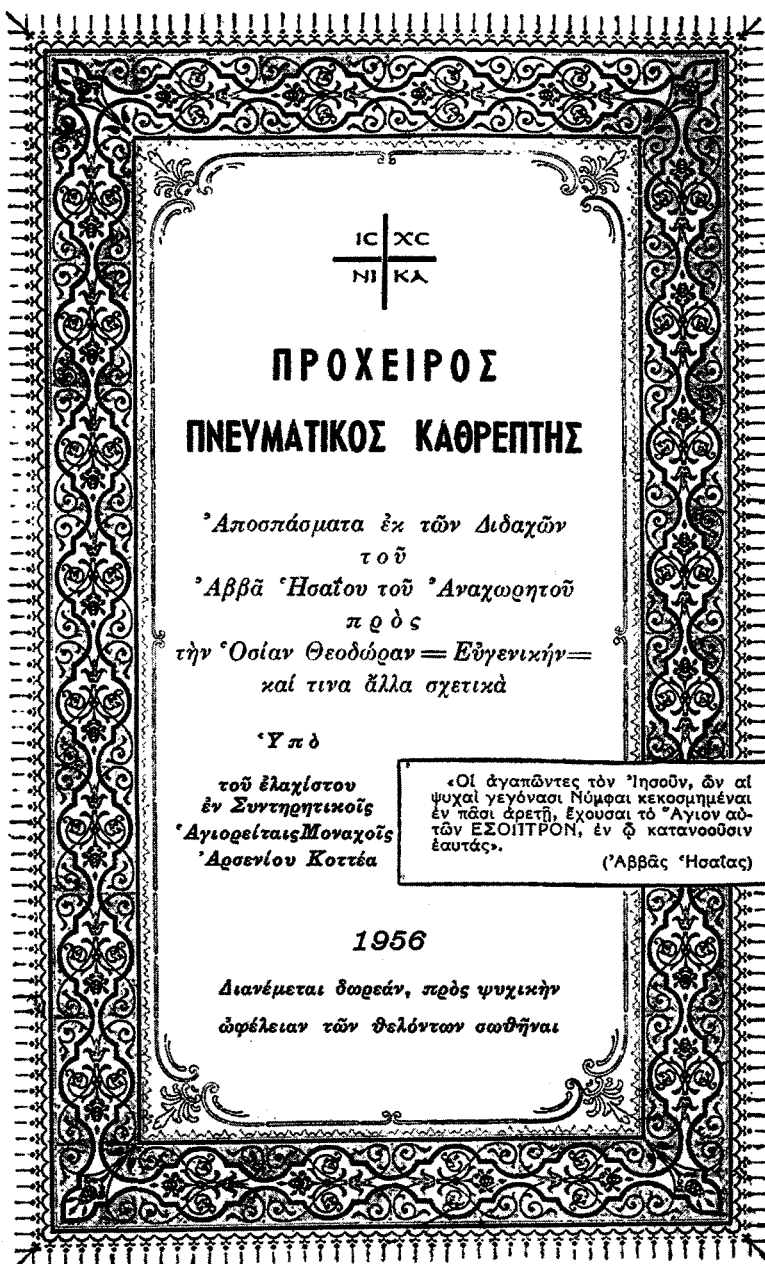 IC XC
NI KA
ΠΡΟΧΕΙΡΟΣ
ΠΝΕΥΜΑΤΙΚΟΣ ΚΑΘΡΕΠΤΗΣ
Ἀποσπάσματα ἐκ τῶν Διδαχῶν
τοῦ
Ἀββᾶ Ἡσαΐου τοῦ Ἀναχωρητοῦ
πρὸς
τὴν Ὁσίαν Θεοδώραν = Εὐγενικήν =
καί τινα ἄλλα σχετικὰ
Ὑπὸ
τοῦ ἐλαχίστου
ἐν Συντηρητικοῖς
Ἁγιορείταις Μοναχοῖς
Ἀρσενίου Κοττέα
«Οἱ ἀγαπῶντες τὸν Ἰησοῦν, ὧν αἱ
ψυχαὶ γεγόνασι Νύμφαι κεκοσμημέναι
ἐν πᾶσι ἀρετῇ, ἔχουσαι τὸ Ἅγιον αὐ-
τῶν ΕΣΟΠΤΡΟΝ, ἐν ᾧ κατανοοῦσιν
ἑαυτάς».
(Ἀββᾶς Ἡσαΐας)
1956
Διανέμεται δωρεάν, πρὸς ψυχικὴν
ὠφέλειαν τῶν θελόντων σωθῆναι